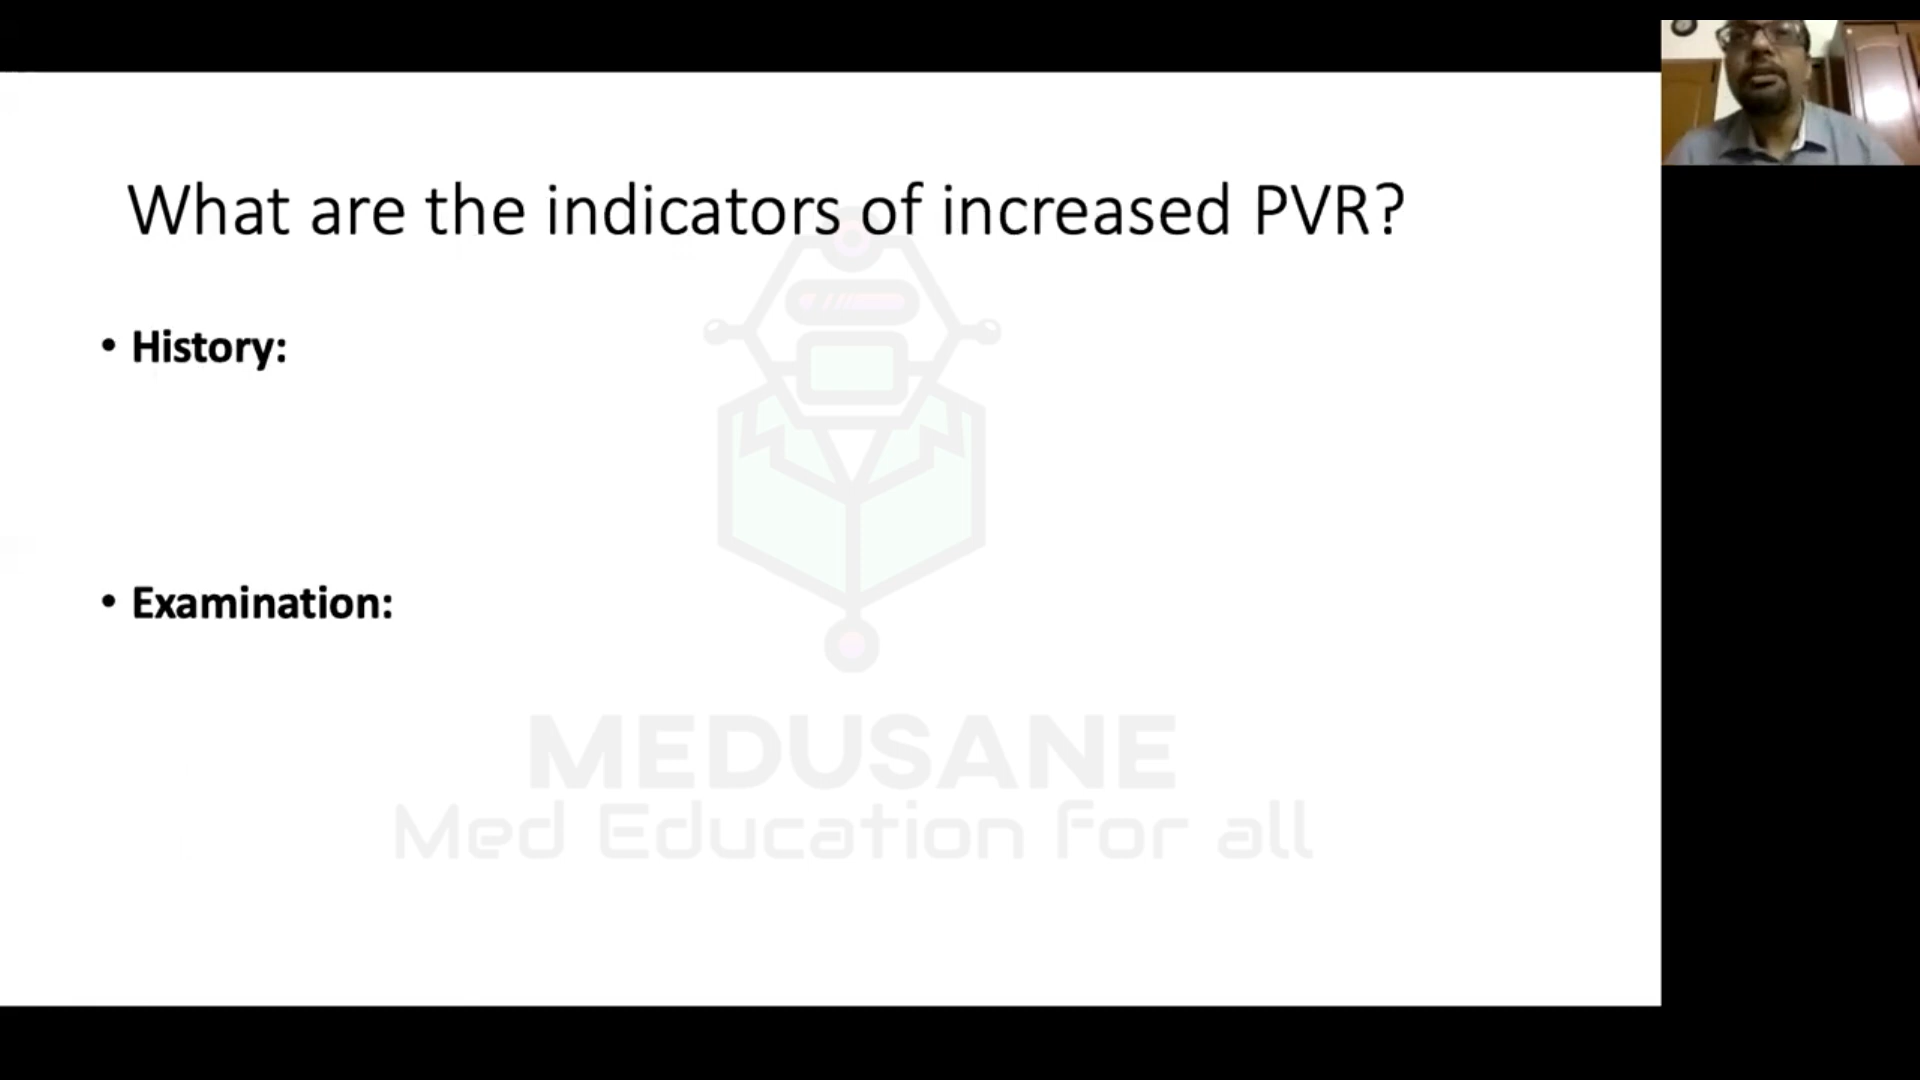 What are the indicators of increased PVR?
• History:
• Examination:
MEDUSANE
Med Education for all